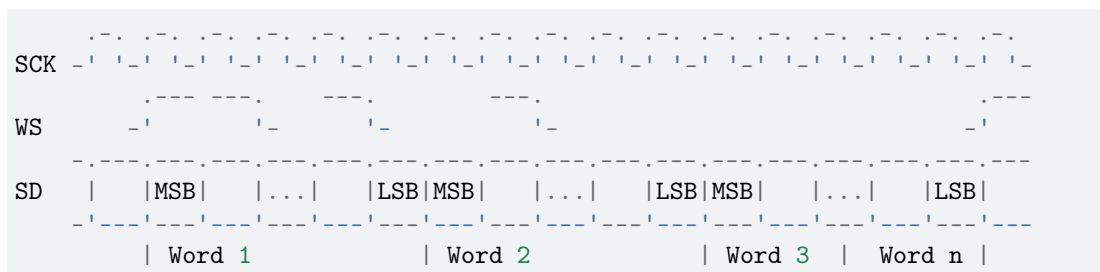 .-. .-. .-. .-. .-. .-. .-. .-. .-. .-. .-. .-. .-. .-. .-. .-. .-.
SCK -' '-' '-' '-' '-' '-' '-' '-' '-' '-' '-' '-' '-' '-' '-' '-' '-' '-
.--- ---. ---. ---. .---
WS -' '- '- '- -'
-.---.---.---.---.---.---.---.---.---.---.---.---.---.---.---.---.---
SD | |MSB| |...| |LSB|MSB| |...| |LSB|MSB| |...| |LSB|
-'---'---'---'---'---'---'---'---'---'---'---'---'---'---'---'---'---
| Word 1 | Word 2 | Word 3 | Word n |